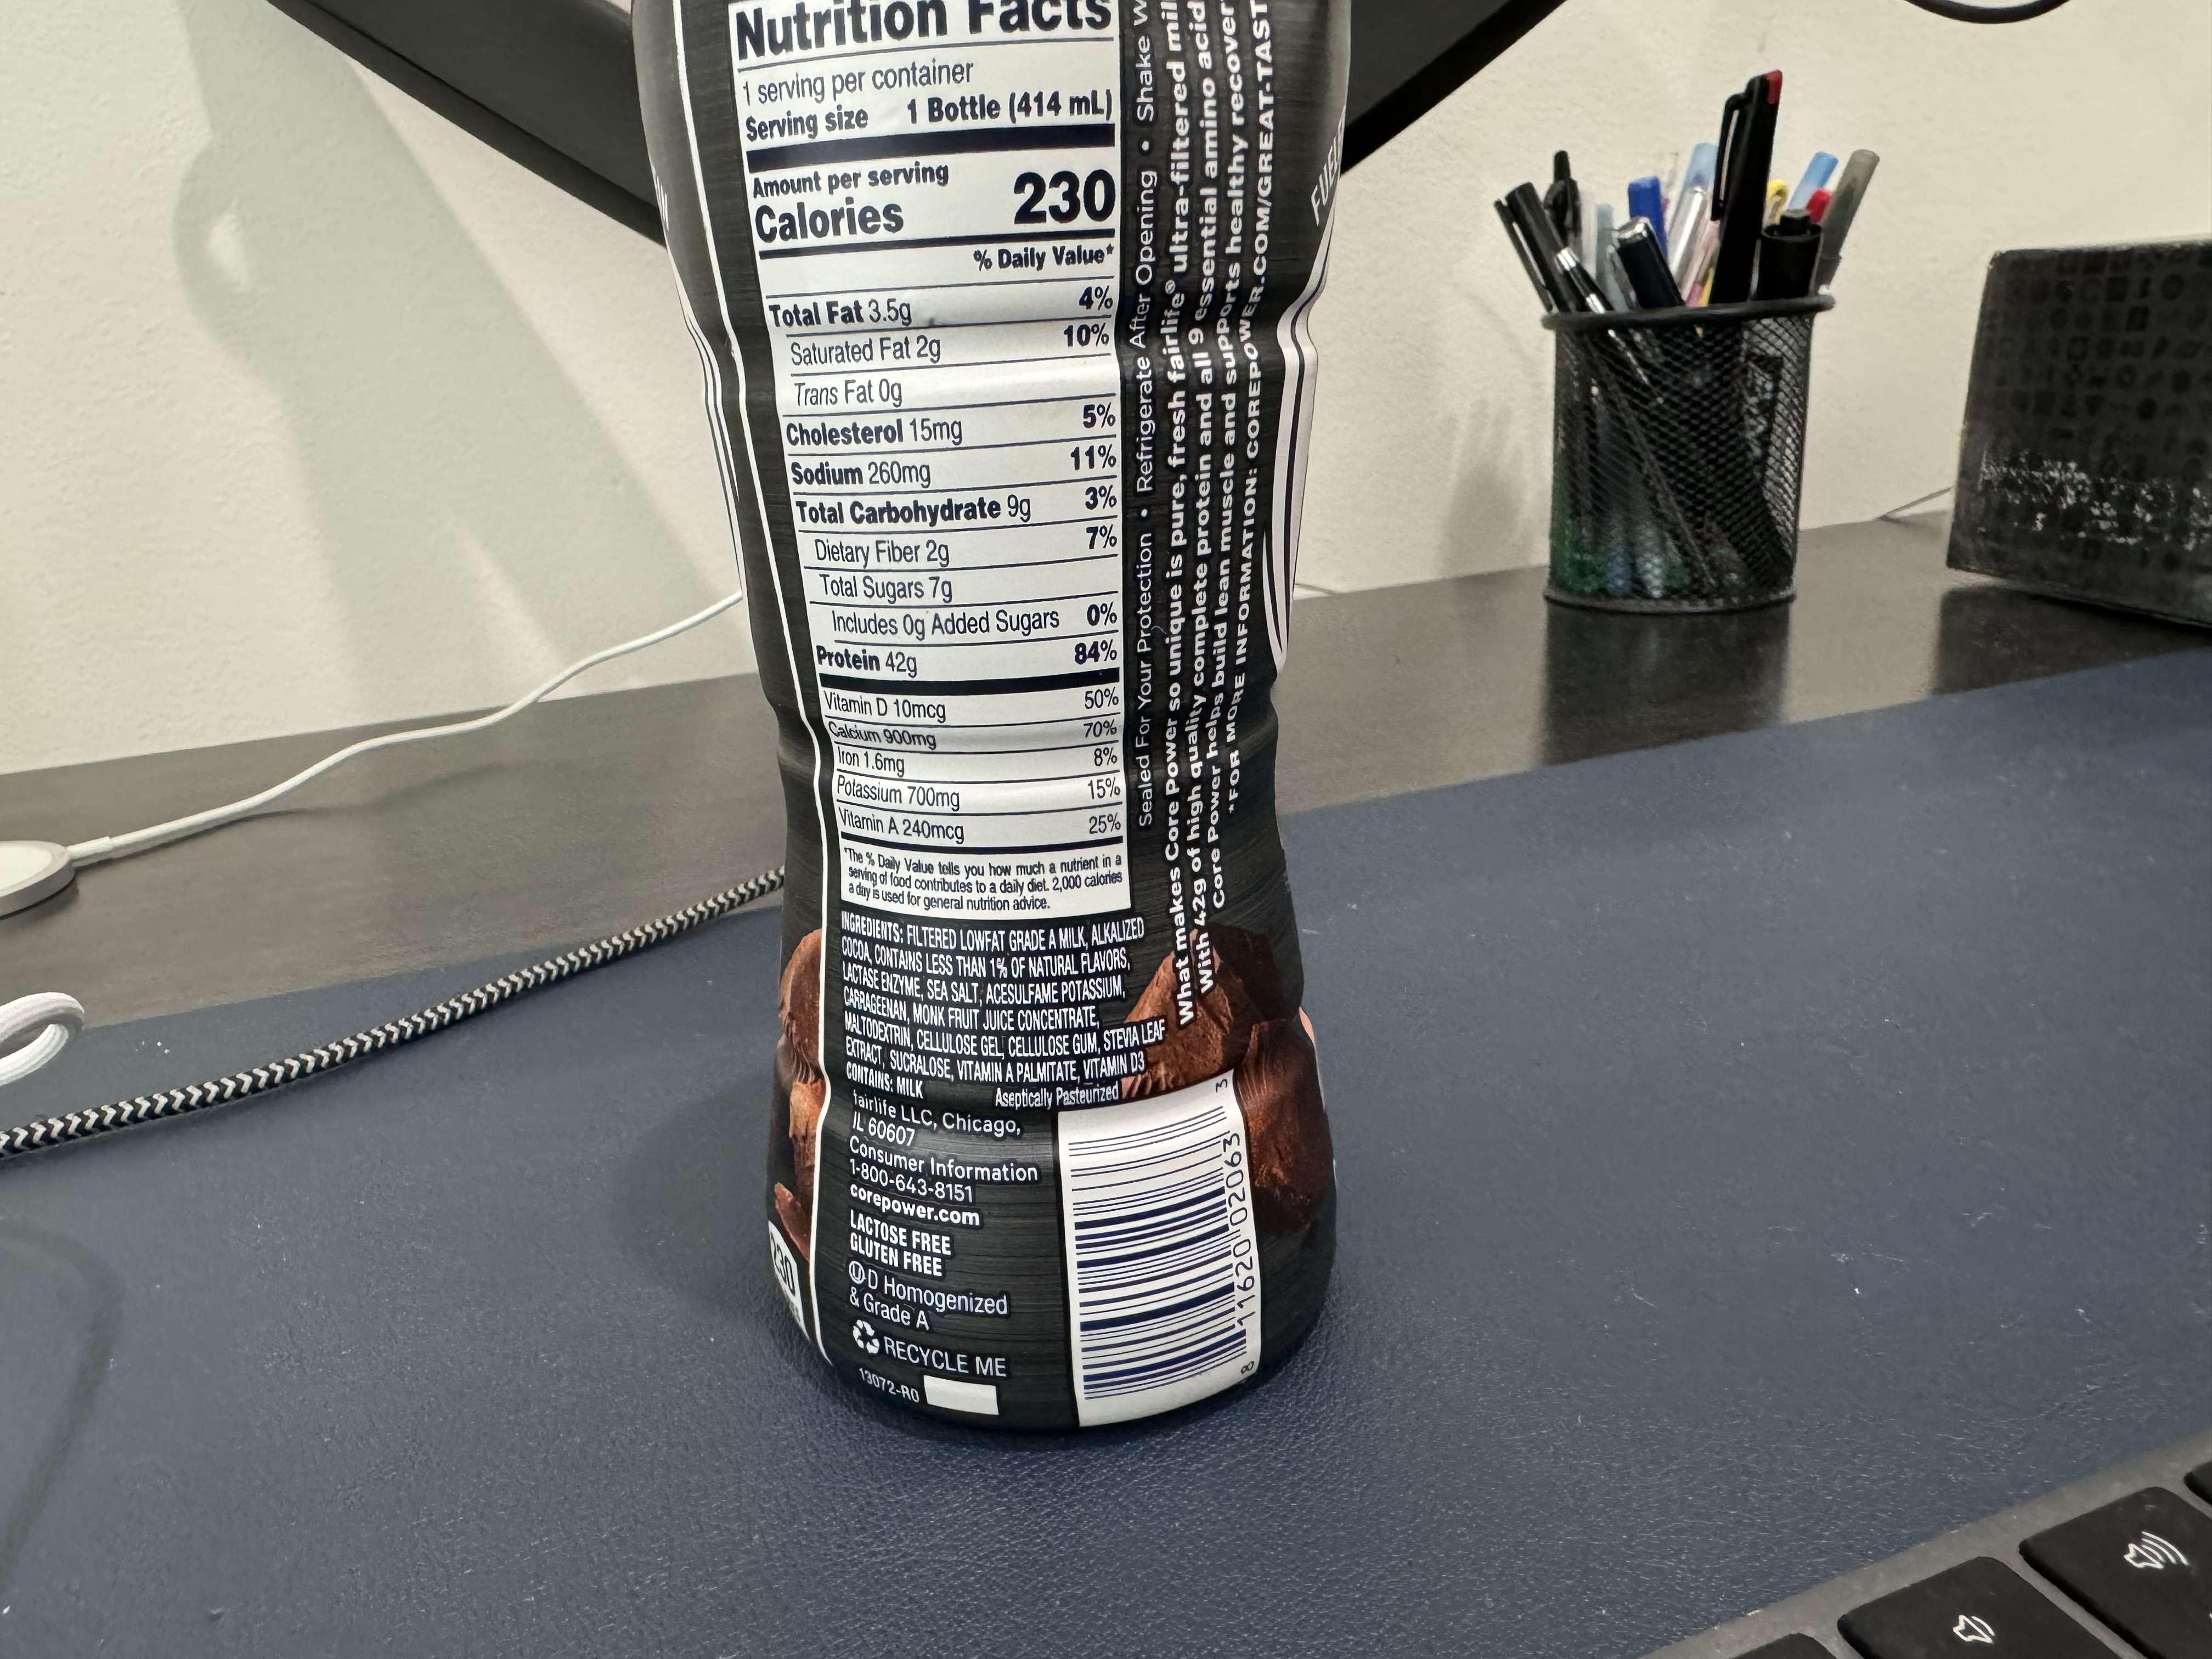 Nutrition Facts
1 serving per container
Serving size 1 Bottle (414 mL)
Amount per serving
Calories 230
% Daily Value*
Total Fat 3.5g 4%
Saturated Fat 2g 10%
Trans Fat 0g
Cholesterol 15mg 5%
Sodium 260mg 11%
Total Carbohydrate 9g 3%
Dietary Fiber 2g 7%
Total Sugars 7g
Includes 0g Added Sugars 0%
Protein 42g 84%
Vitamin D 10mcg 50%
Calcium 900mg 70%
Iron 1.6mg 8%
Potassium 700mg 15%
Vitamin A 240mcg 25%
*The % Daily Value tells you how much a nutrient in a
serving of food contributes to a daily diet. 2,000 calories
a day is used for general nutrition advice.
INGREDIENTS: FILTERED LOWFAT GRADE A MILK, ALKALIZED
COCOA, CONTAINS LESS THAN 1% OF NATURAL FLAVORS,
LACTASE ENZYME, SEA SALT, ACESULFAME POTASSIUM,
CARRAGEENAN, MONK FRUIT JUICE CONCENTRATE,
MALTODEXTRIN, CELLULOSE GEL, CELLULOSE GUM, STEVIA LEAF
EXTRACT, SUCRALOSE, VITAMIN A PALMITATE, VITAMIN D3
CONTAINS: MILK Aseptically Pasteurized
fairlife LLC, Chicago,
IL 60607
Consumer Information
1-800-643-8151
corepower.com
LACTOSE FREE
GLUTEN FREE
U D Homogenized
& Grade A
RECYCLE ME
13072-R0
8 11620 02063 3
Sealed For Your Protection • Refrigerate After Opening • Shake
What makes Core Power so unique is pure, fresh fairlife® ultra-filtered
With 42g of high quality complete protein and all 9 essential amino
Core Power helps build lean muscle and supports healthy
*FOR MORE INFORMATION: COREPOWER.COM/GREAT-TAST
230